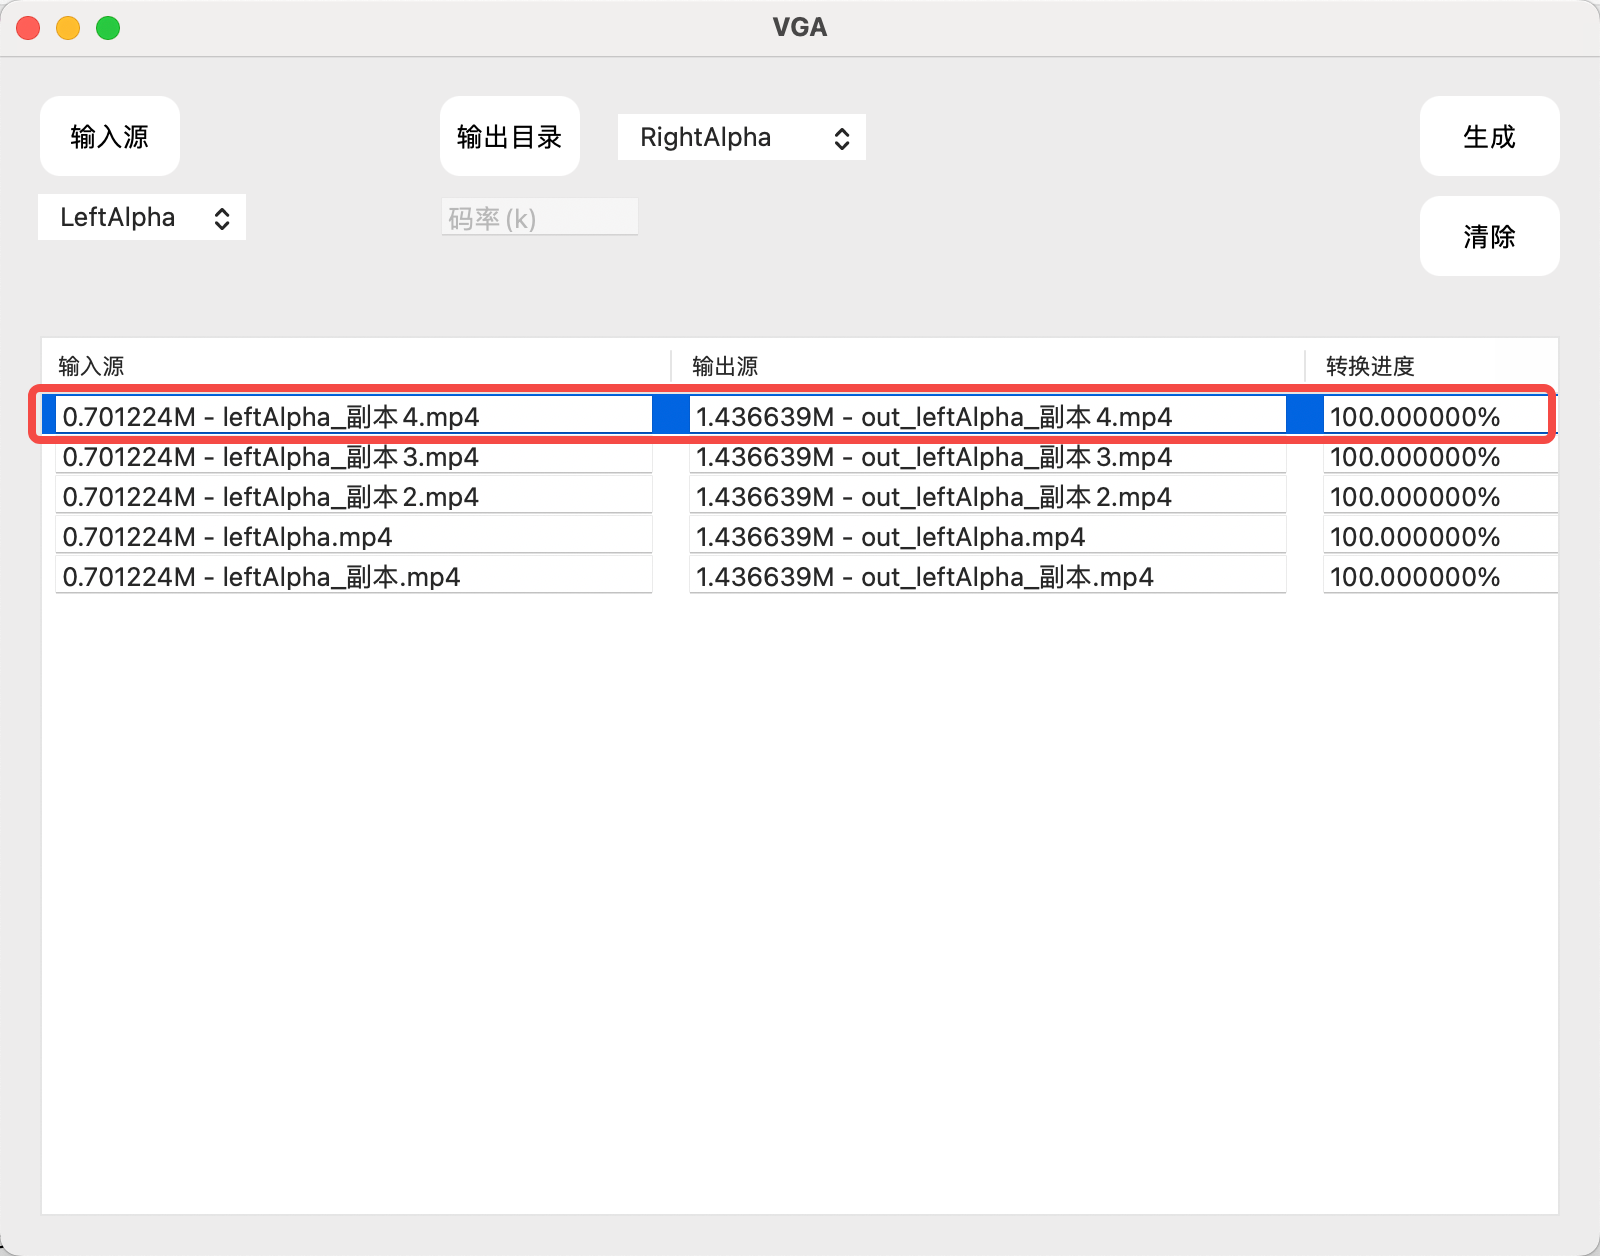 VGA
输入源
输出目录
RightAlpha
生成
LeftAlpha
码率(k)
清除
输入源 输出源 转换进度
0.701224M - leftAlpha_副本 4.mp4 1.436639M - out_leftAlpha_副本 4.mp4 100.000000%
0.701224M - leftAlpha_副本 3.mp4 1.436639M - out_leftAlpha_副本 3.mp4 100.000000%
0.701224M - leftAlpha_副本 2.mp4 1.436639M - out_leftAlpha_副本 2.mp4 100.000000%
0.701224M - leftAlpha.mp4 1.436639M - out_leftAlpha.mp4 100.000000%
0.701224M - leftAlpha_副本.mp4 1.436639M - out_leftAlpha_副本.mp4 100.000000%